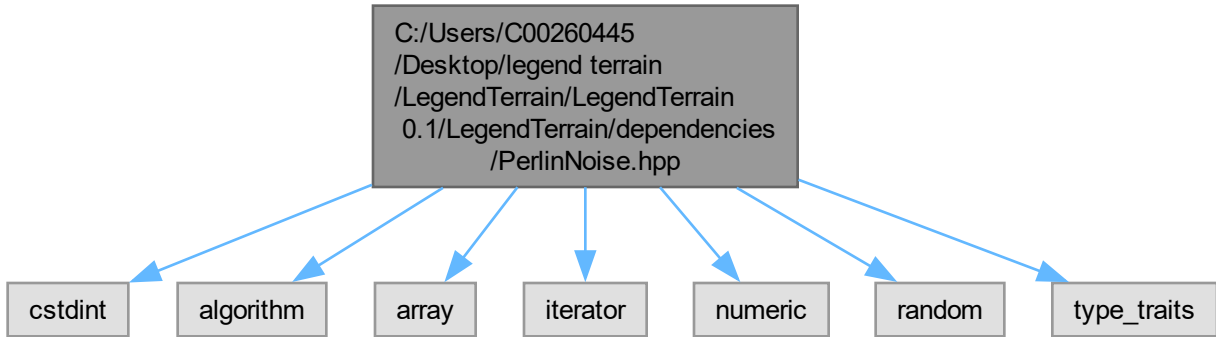 C:/Users/C00260445
/Desktop/legend terrain
/LegendTerrain/LegendTerrain
0.1/LegendTerrain/dependencies
/PerlinNoise.hpp
cstdint
algorithm
array
iterator
numeric
random
type_traits